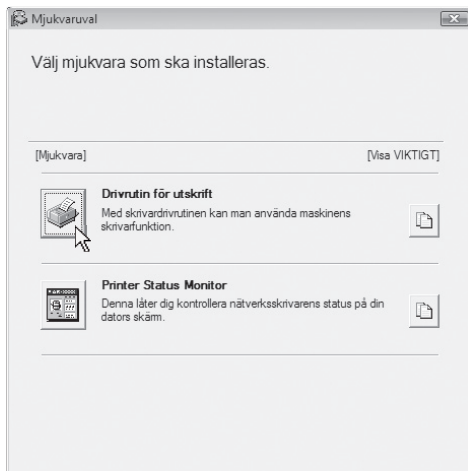 Mjukvaruval
Välj mjukvara som ska installeras.
[Mjukvara] [Visa VIKTIGT]
Drivrutin för utskrift
Med skrivardrivrutinen kan man använda maskinens
skrivarfunktion.
Printer Status Monitor
Denna låter dig kontrollera nätverksskrivarens status på din
dators skärm.